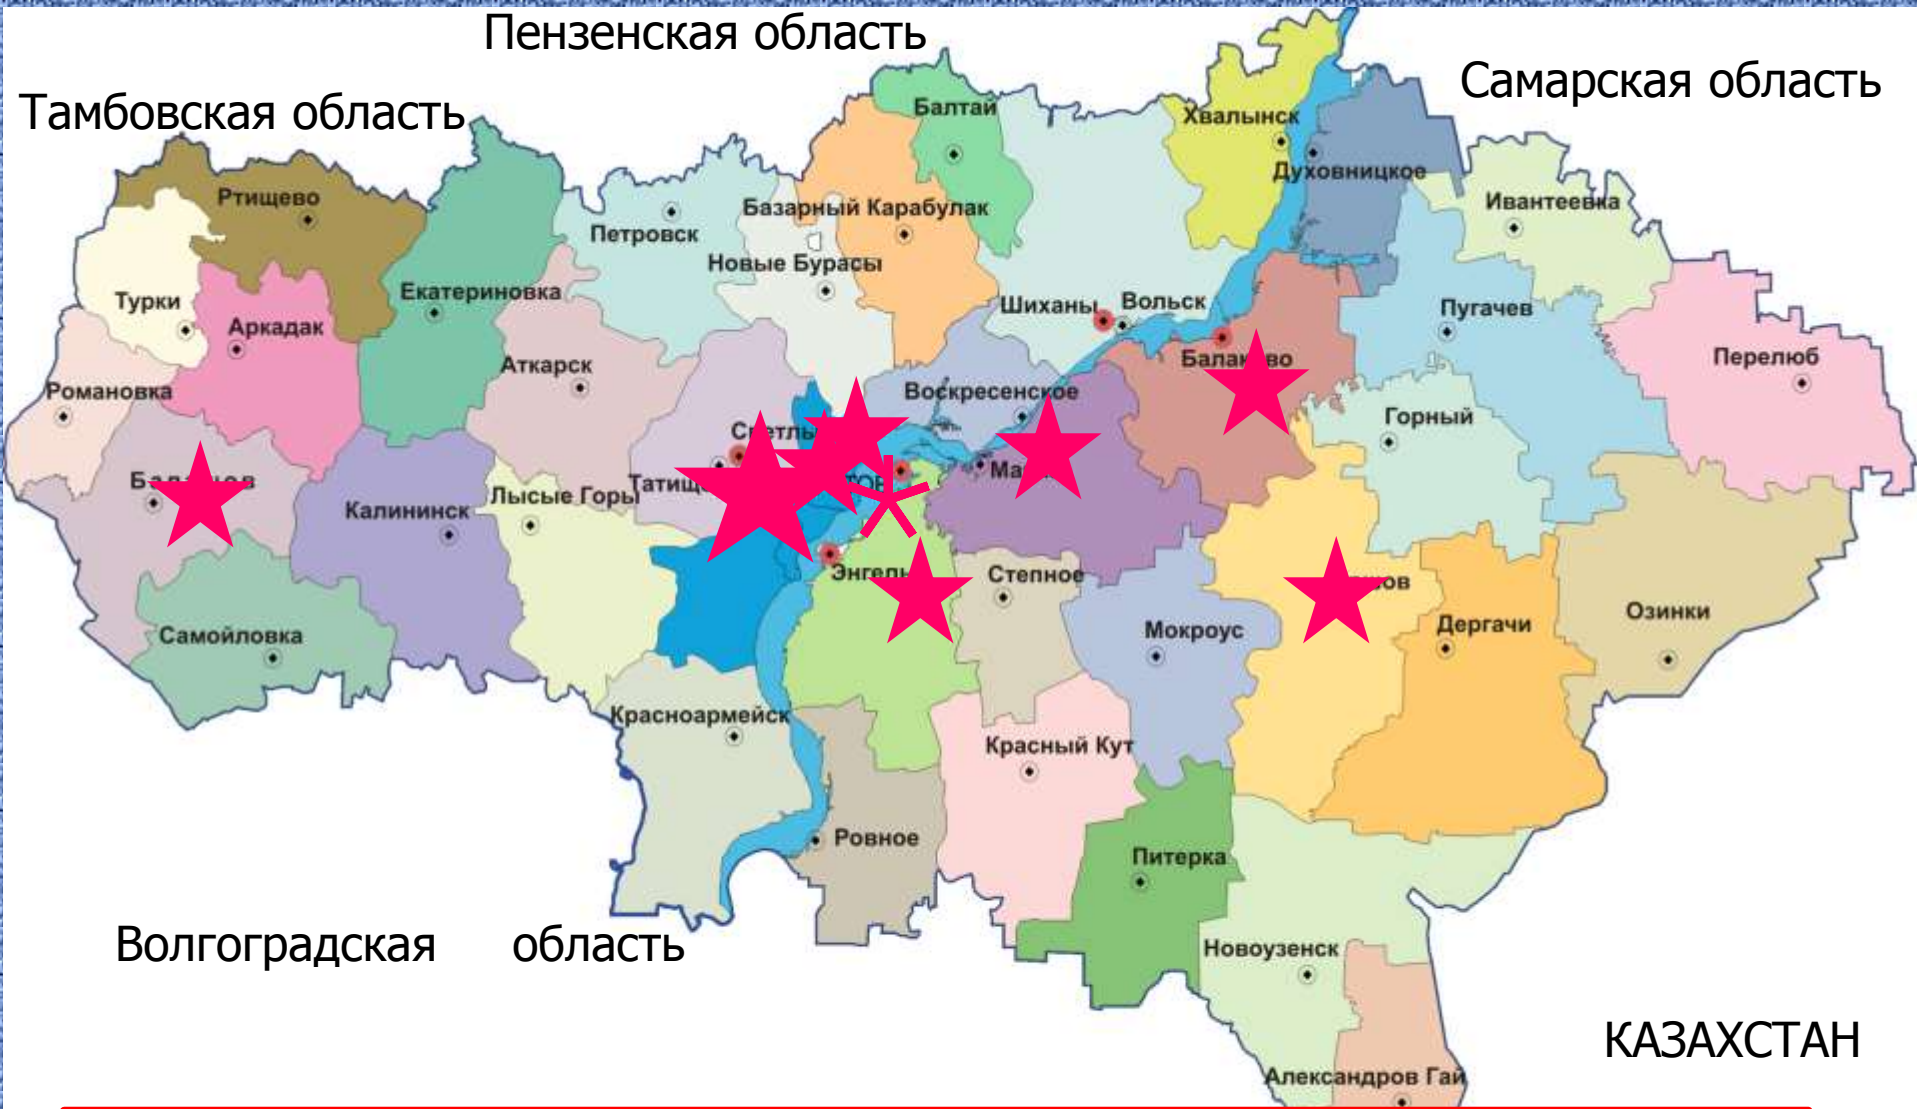 Пензенская область
Самарская область
Тамбовская область
Балтай
Хвалынск
Духовницкое
Ртищево
Базарный Карабулак
Ивантеевка
Петровск
Новые Бурасы
Турки
Екатериновка
Шиханы
Вольск
Пугачев
Аркадак
Аткарск
Перелюб
Романовка
Воскресенское
Горный
Калининск
Лысые Горы
Степное
Озинки
Самойловка
Мокроус
Дергачи
Красноармейск
Красный Кут
Ровное
Питерка
Волгоградская область
Новоузенск
КАЗАХСТАН
Александров Гай